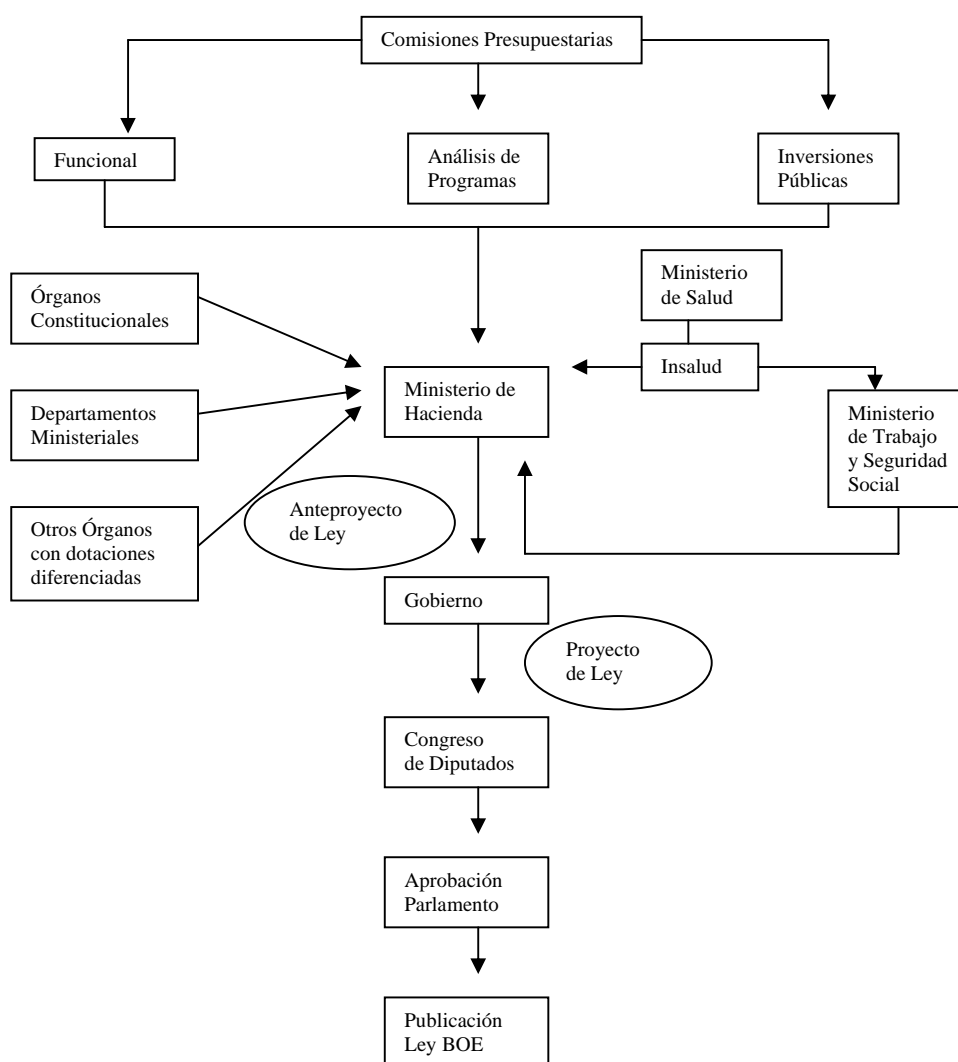 Comisiones Presupuestarias
Funcional
Análisis de
Programas
Inversiones
Públicas
Órganos
Constitucionales
Ministerio
de Salud
Insalud
Ministerio de
Hacienda
Departamentos
Ministeriales
Ministerio
de Trabajo
y Seguridad
Social
Anteproyecto
de Ley
Otros Órganos
con dotaciones
diferenciadas
Gobierno
Proyecto
de Ley
Congreso
de Diputados
Aprobación
Parlamento
Publicación
Ley BOE